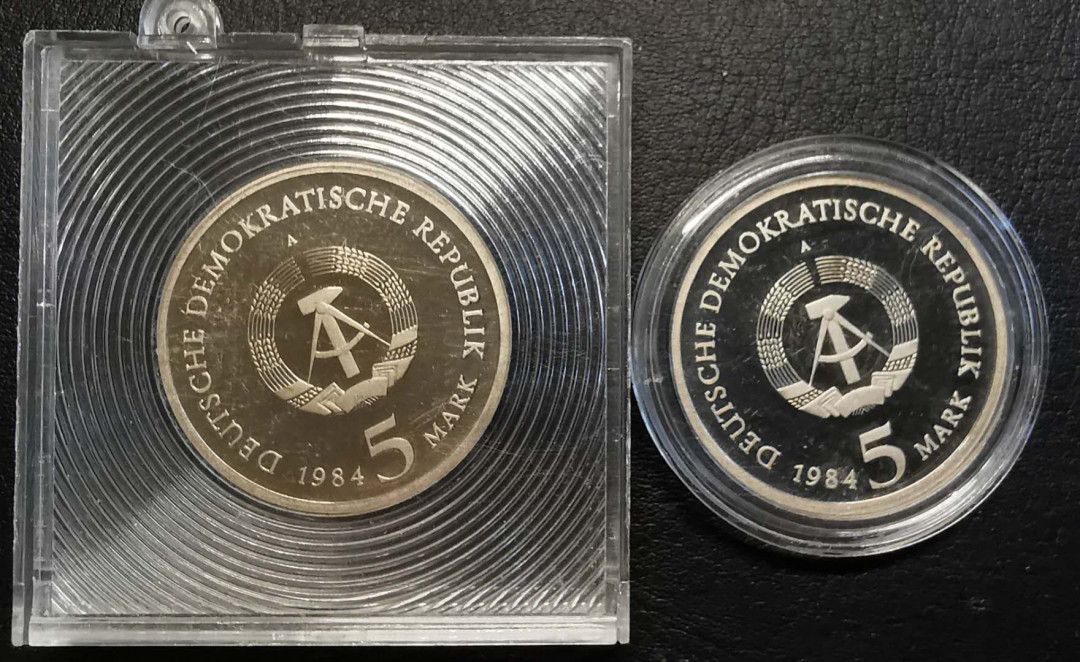 DEUTSCHE DEMOKRATISCHE REPUBLIK
A
1984
5 MARK
DEUTSCHE DEMOKRATISCHE REPUBLIK
A
1984
5 MARK